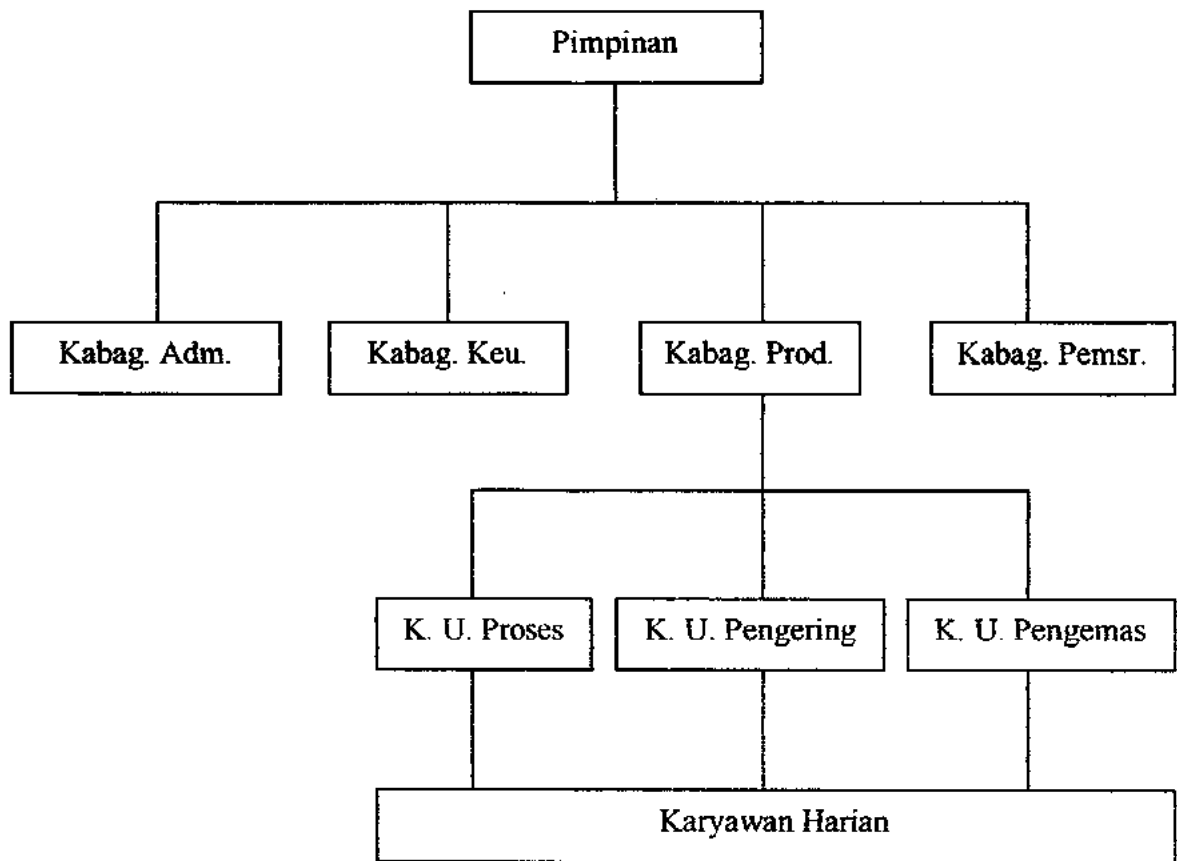 Pimpinan
Kabag. Adm.
Kabag. Keu.
Kabag. Prod.
Kabag. Pemsr.
K. U. Proses
K. U. Pengering
K. U. Pengemas
Karyawan Harian